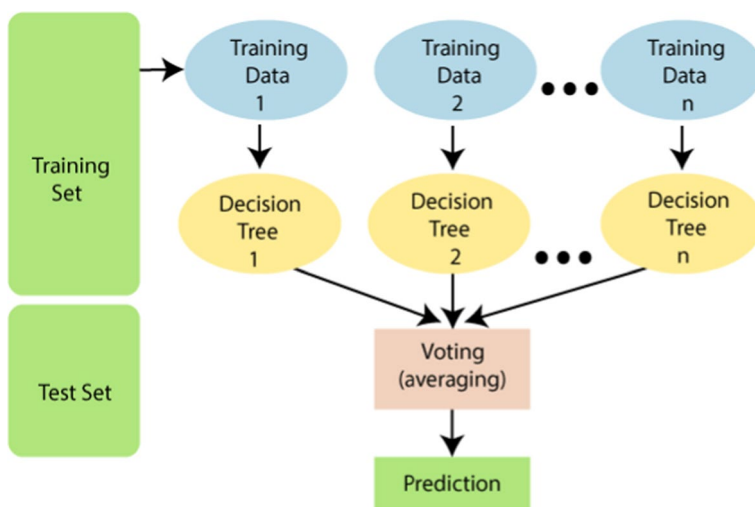 Training
Set
Test Set
Training
Data
1
Training
Data
2
Training
Data
n
Decision
Tree
1
Decision
Tree
2
Decision
Tree
n
Voting
(averaging)
Prediction